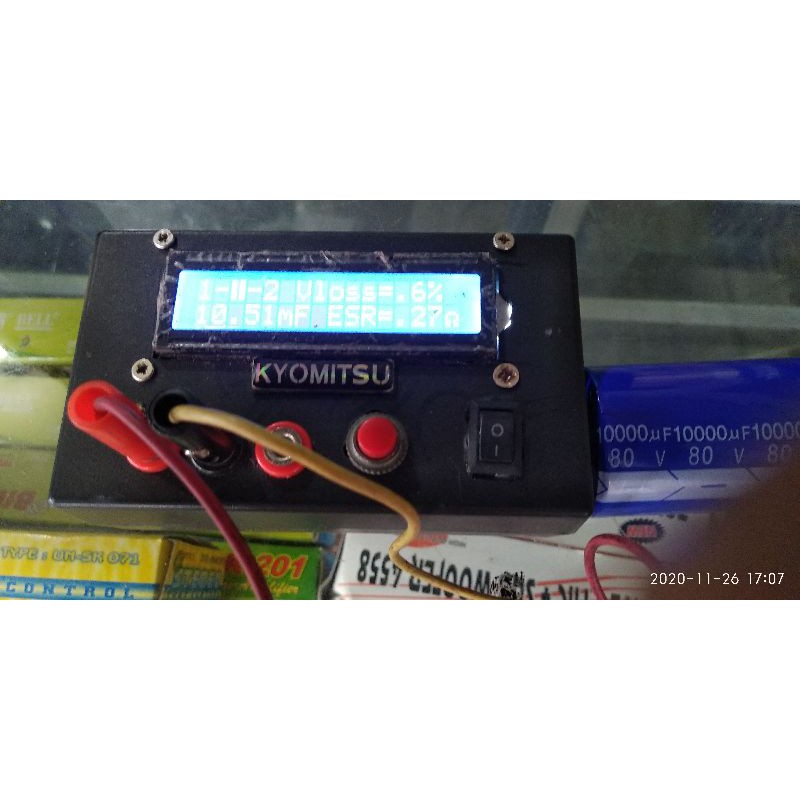 1-||-2 Vloss=.6%
10.51mF ESR=.27Ω
KYOMITSU
BELL
10000μF10000μF10000
80 V 80 V 80
TYPE : UM-SK 071
CONTROL
201
WOOFER 4558
2020-11-26 17:07